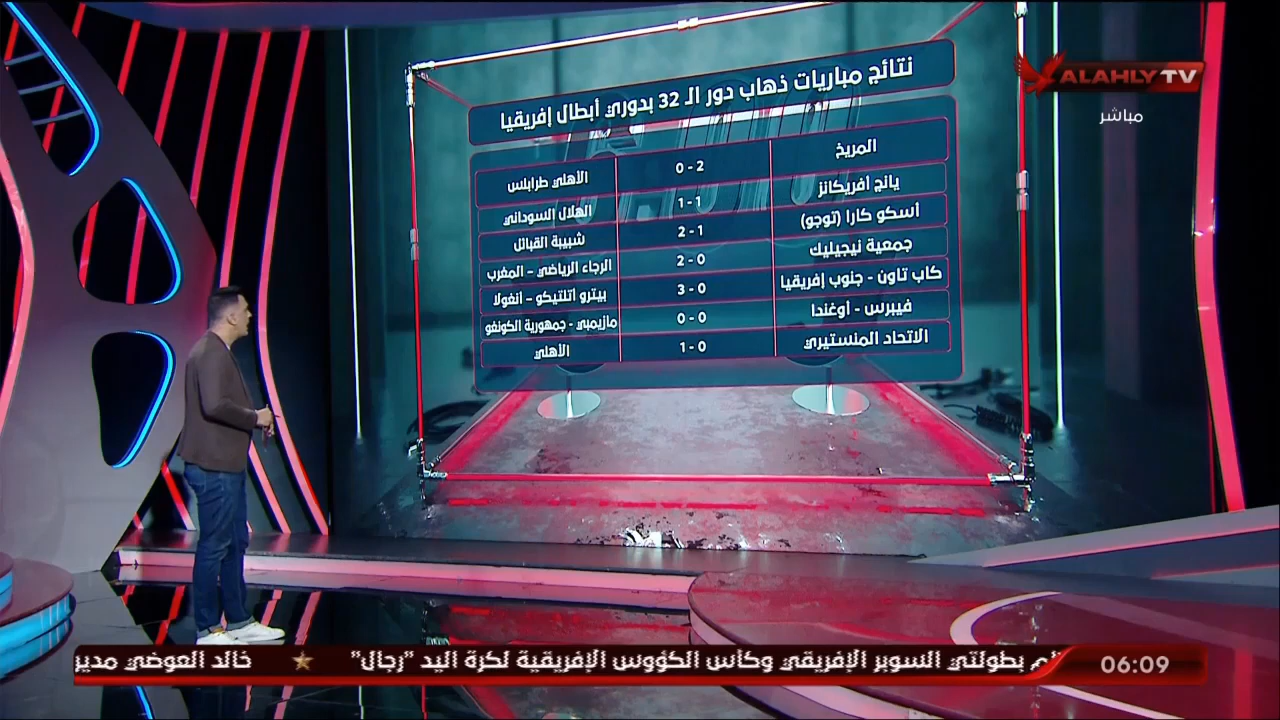 ALAHLY TV
مباشر
نتائج مباريات ذهاب دور الـ 32 بدوري أبطال إفريقيا
المريخ 2 - 0 الأهلي طرابلس
يانج أفريكانز 1 - 1 الهلال السوداني
أسكو كارا (توجو) 1 - 2 شبيبة القبائل
جمعية نيجيليك 0 - 2 الرجاء الرياضي - المغرب
كاب تاون - جنوب إفريقيا 0 - 3 بيترو أتلتيكو - أنغولا
فيبرس - أوغندا 0 - 0 مازيمبي - جمهورية الكونغو
الاتحاد المنستيري 0 - 1 الأهلي
بطولتي السوبر الإفريقي وكأس الكؤوس الإفريقية لكرة اليد "رجال" خالد العوضي مدير
06:09